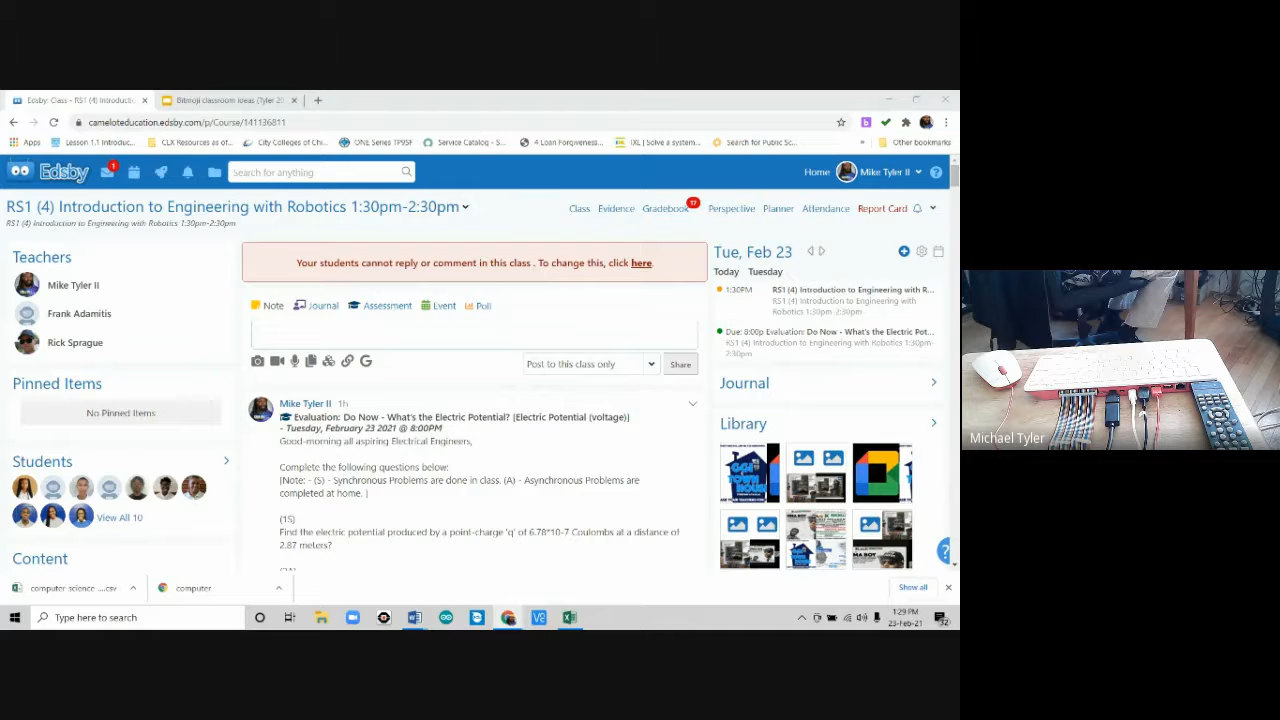 Edsby: Class - RS1 (4) Introducti
Bitmoji classroom ideas (Tyler 20
cameloteducation.edsby.com/p/Course/141136811
Apps
Lesson 1.1 Introduc...
CLX Resources as of...
City Colleges of Chi...
ONE Series TP95F
Service Catalog - S...
4 Loan Forgiveness...
IXL | Solve a system...
Search for Public Sc...
»
Other bookmarks
Edsby
1
Search for anything
Home
Mike Tyler II
RS1 (4) Introduction to Engineering with Robotics 1:30pm-2:30pm
RS1 (4) Introduction to Engineering with Robotics 1:30pm-2:30pm
Class
Evidence
Gradebook
17
Perspective
Planner
Attendance
Report Card
Teachers
Mike Tyler II
Frank Adamitis
Rick Sprague
Pinned Items
No Pinned Items
Students
View All 10
Content
Your students cannot reply or comment in this class . To change this, click here.
Note
Journal
Assessment
Event
Poll
Post to this class only
Share
Mike Tyler II 1h
Evaluation: Do Now - What's the Electric Potential? [Electric Potential (voltage)]
- Tuesday, February 23 2021 @ 8:00PM
Good-morning all aspiring Electrical Engineers,
Complete the following questions below:
[Note: - (S) - Synchronous Problems are done in class. (A) - Asynchronous Problems are
completed at home. ]
(1S)
Find the electric potential produced by a point-charge 'q' of 6.78*10-7 Coulombs at a distance of
2.87 meters?
Tue, Feb 23
Today Tuesday
1:30PM
RS1 (4) Introduction to Engineering with R...
RS1 (4) Introduction to Engineering with
Robotics 1:30pm-2:30pm
Due: 8:00p Evaluation: Do Now - What's the Electric Pot...
RS1 (4) Introduction to Engineering with Robotics 1:30pm-
2:30pm
Journal
Library
?
computer-science ....csv
computer
Show all
Type here to search
1:29 PM
23-Feb-21
Michael Tyler